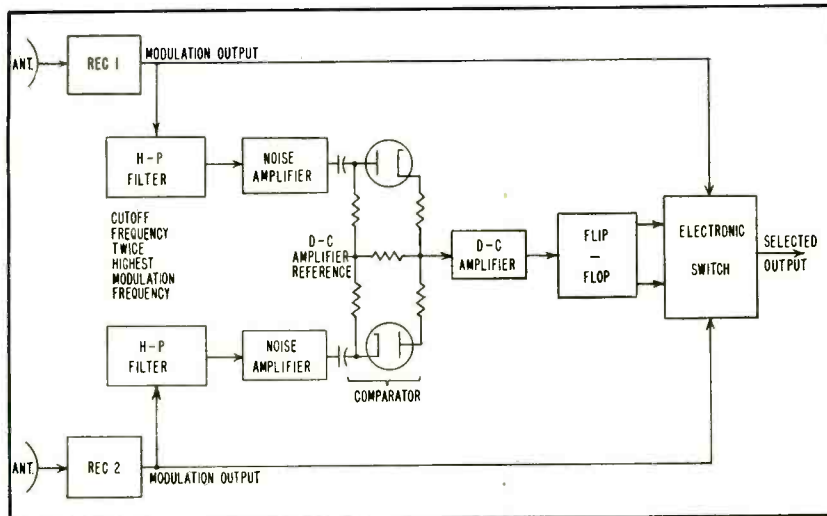 ANT.
REC 1
MODULATION OUTPUT
H-P
FILTER
NOISE
AMPLIFIER
CUTOFF
FREQUENCY
TWICE
HIGHEST
MODULATION
FREQUENCY
D-C
AMPLIFIER
REFERENCE
D-C
AMPLIFIER
FLIP
—
FLOP
ELECTRONIC
SWITCH
SELECTED
OUTPUT
H-P
FILTER
NOISE
AMPLIFIER
COMPARATOR
ANT.
REC 2
MODULATION OUTPUT